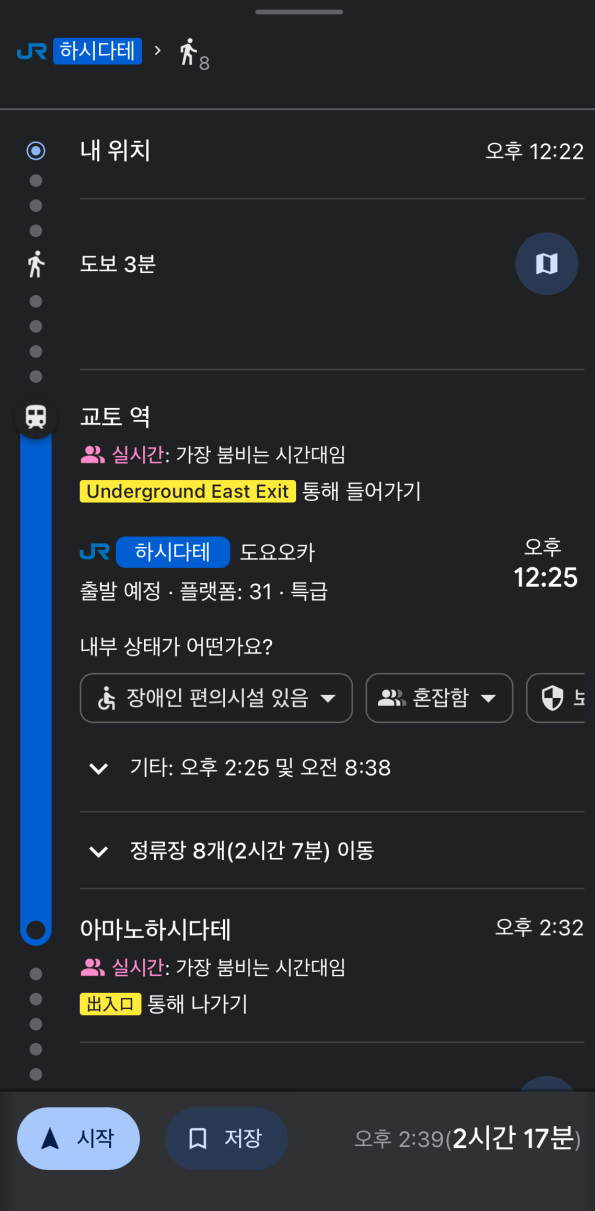 JR 하시다테 > 8
내 위치 오후 12:22
도보 3분
교토 역
실시간: 가장 붐비는 시간대임
Underground East Exit 통해 들어가기
JR 하시다테 도요오카 오후 12:25
출발 예정 · 플랫폼: 31 · 특급
내부 상태가 어떤가요?
장애인 편의시설 있음 혼잡함
기타: 오후 2:25 및 오전 8:38
정류장 8개(2시간 7분) 이동
아마노하시다테 오후 2:32
실시간: 가장 붐비는 시간대임
出入口 통해 나가기
시작 저장 오후 2:39(2시간 17분)